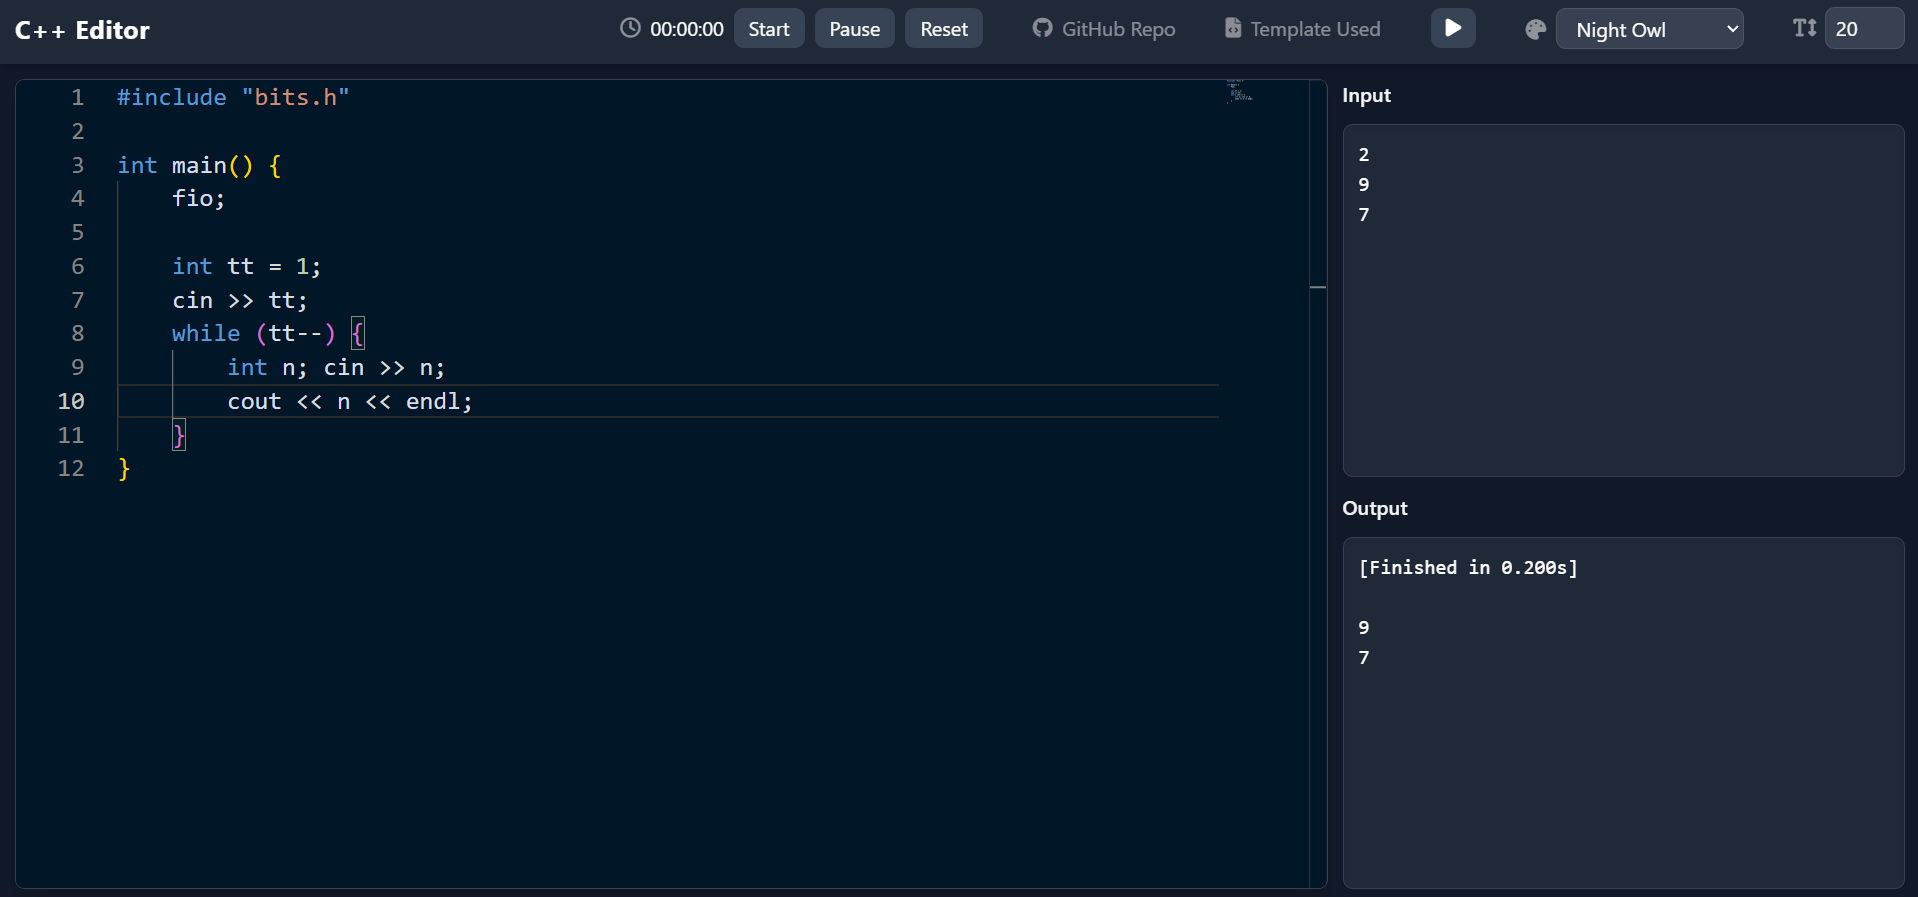 C++ Editor
00:00:00 Start Pause Reset GitHub Repo Template Used Night Owl 20
1 #include "bits.h"
2
3 int main() {
4 fio;
5
6 int tt = 1;
7 cin >> tt;
8 while (tt--) {
9 int n; cin >> n;
10 cout << n << endl;
11 }
12 }
Input
2
9
7
Output
[Finished in 0.200s]
9
7